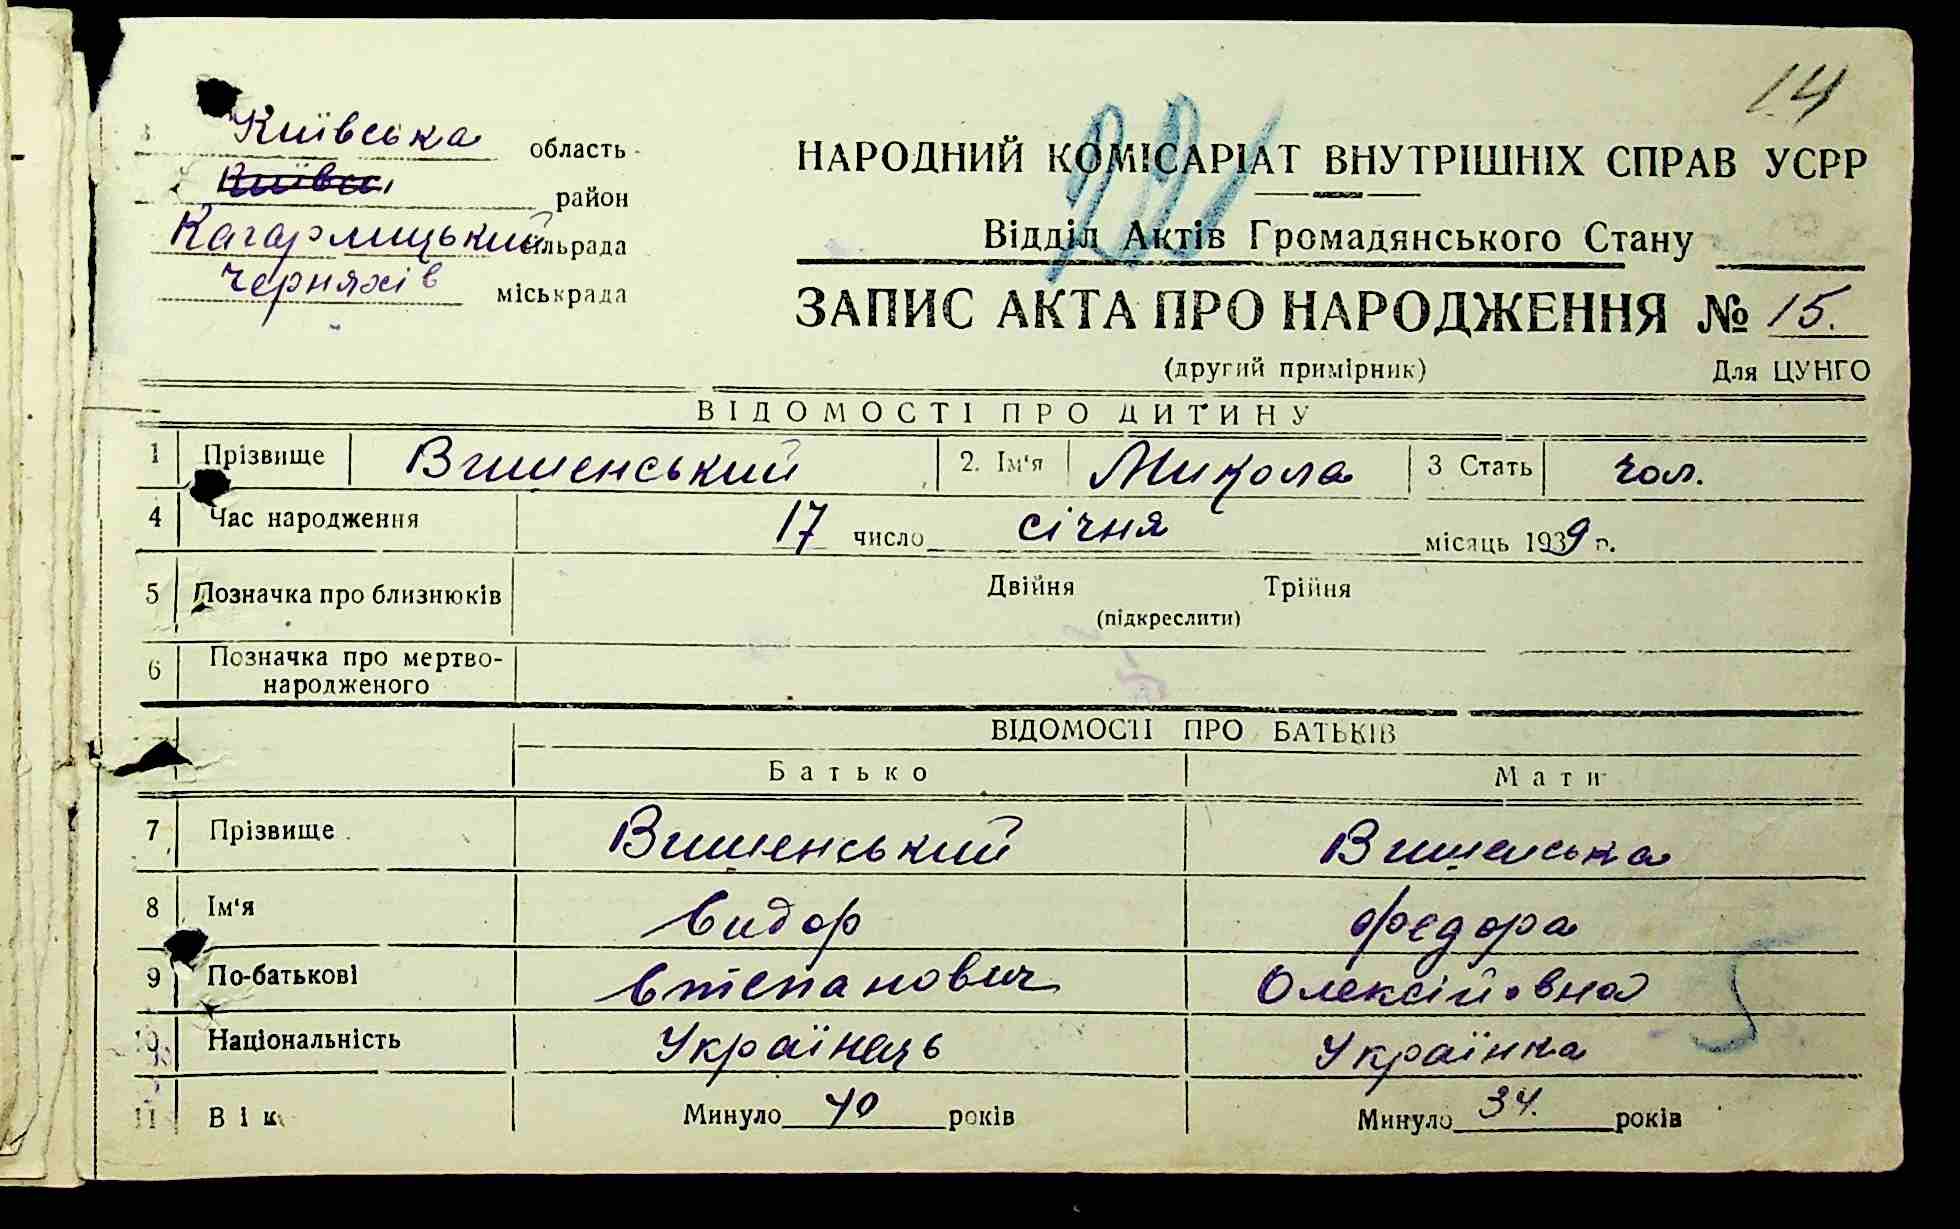 14
221
Київська область
район
Кагарлицький сільрада
Черняхів міськрада
НАРОДНИЙ КОМІСАРІАТ ВНУТРІШНІХ СПРАВ УСРР
Відділ Актів Громадянського Стану
ЗАПИС АКТА ПРО НАРОДЖЕННЯ № 15.
(другий примірник) Для ЦУНГО
ВІДОМОСТІ ПРО ДИТИНУ
1 Прізвище Вишенський 2. Ім'я Микола 3 Стать чол.
4 Час народження 17 число січня місяць 1939 р.
5 Позначка про близнюків Двійня Трійня
(підкреслити)
6 Позначка про мертво-
народженого
ВІДОМОСТІ ПРО БАТЬКІВ
Батько Мати
7 Прізвище Вишенський Вишенська
8 Ім'я Сидор Федора
9 По-батькові Степанович Олексійовна
10 Національність Українець Українка
11 Вік Минуло 40 років Минуло 34. років